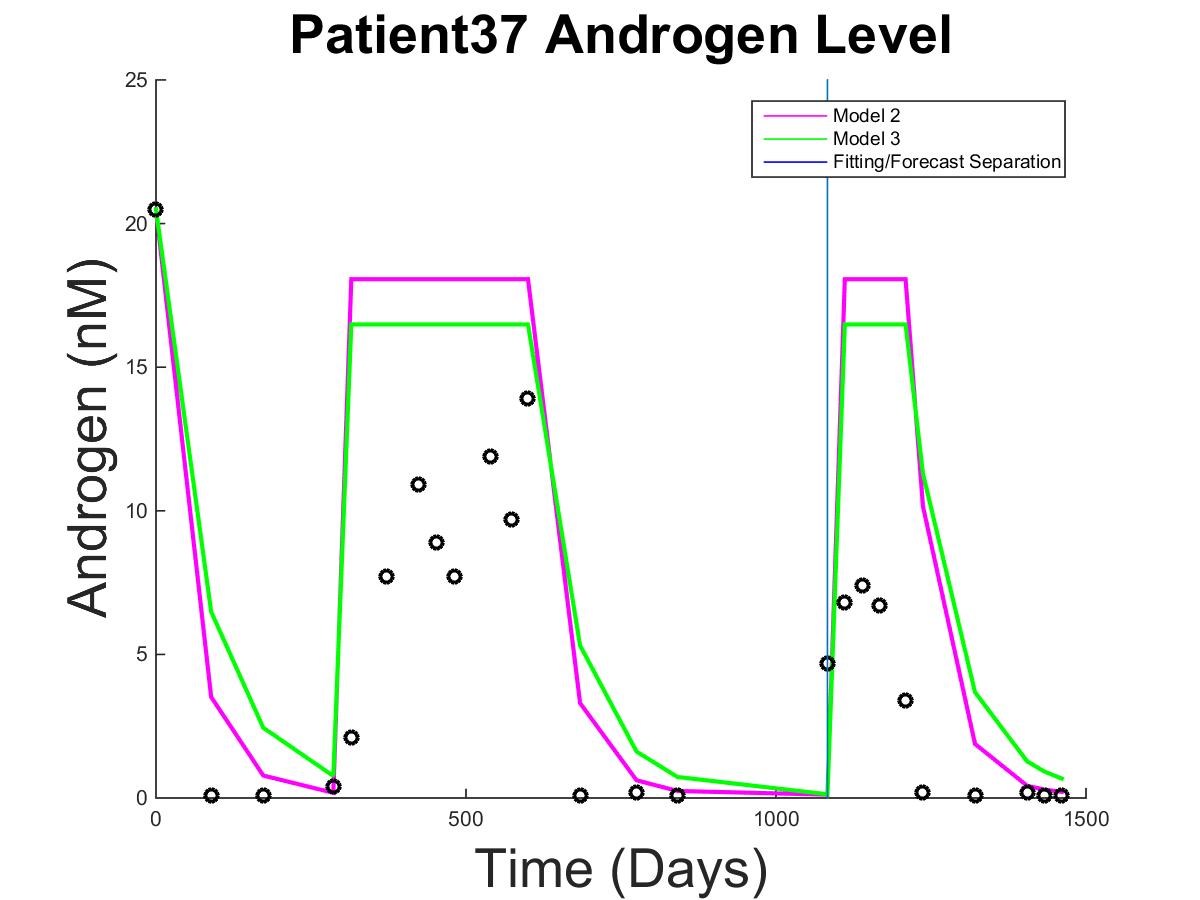 Patient37 Androgen Level
25
20
15
10
5
0
Androgen (nM)
Model 2
Model 3
Fitting/Forecast Separation
0
500
1000
1500
Time (Days)